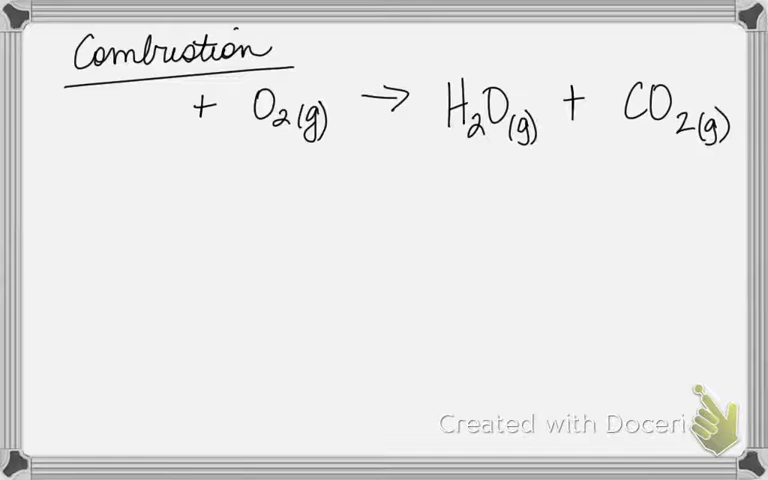 Combustion
+ O2(g) → H2O(g) + CO2(g)
Created with Doceri